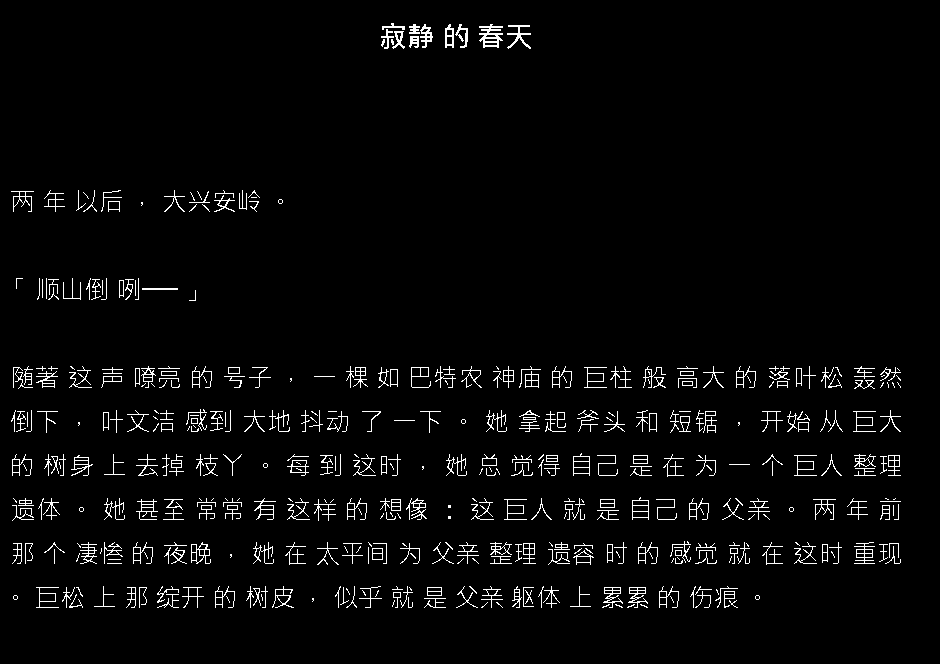 寂静的春天
两年以后，大兴安岭。
「顺山倒咧——」
随著这声嘹亮的号子，一棵如巴特农神庙的巨柱般高大的落叶松轰然
倒下，叶文洁感到大地抖动了一下。她拿起斧头和短锯，开始从巨大
的树身上去掉枝丫。每到这时，她总觉得自己是在为一个巨人整理
遗体。她甚至常常有这样的想像：这巨人就是自己的父亲。两年前
那个凄惨的夜晚，她在太平间为父亲整理遗容时的感觉就在这时重现
。巨松上那绽开的树皮，似乎就是父亲躯体上累累的伤痕。